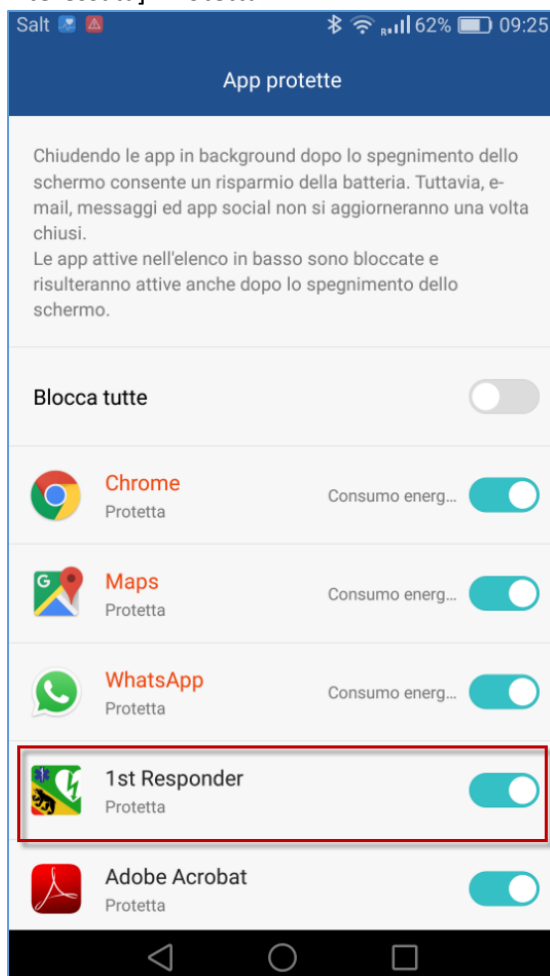 Salt 62% 09:25
App protette
Chiudendo le app in background dopo lo spegnimento dello
schermo consente un risparmio della batteria. Tuttavia, e-
mail, messaggi ed app social non si aggiorneranno una volta
chiusi.
Le app attive nell'elenco in basso sono bloccate e
risulteranno attive anche dopo lo spegnimento dello
schermo.
Blocca tutte
Chrome
Protetta
Consumo energ...
Maps
Protetta
Consumo energ...
WhatsApp
Protetta
Consumo energ...
1st Responder
Protetta
Adobe Acrobat
Protetta